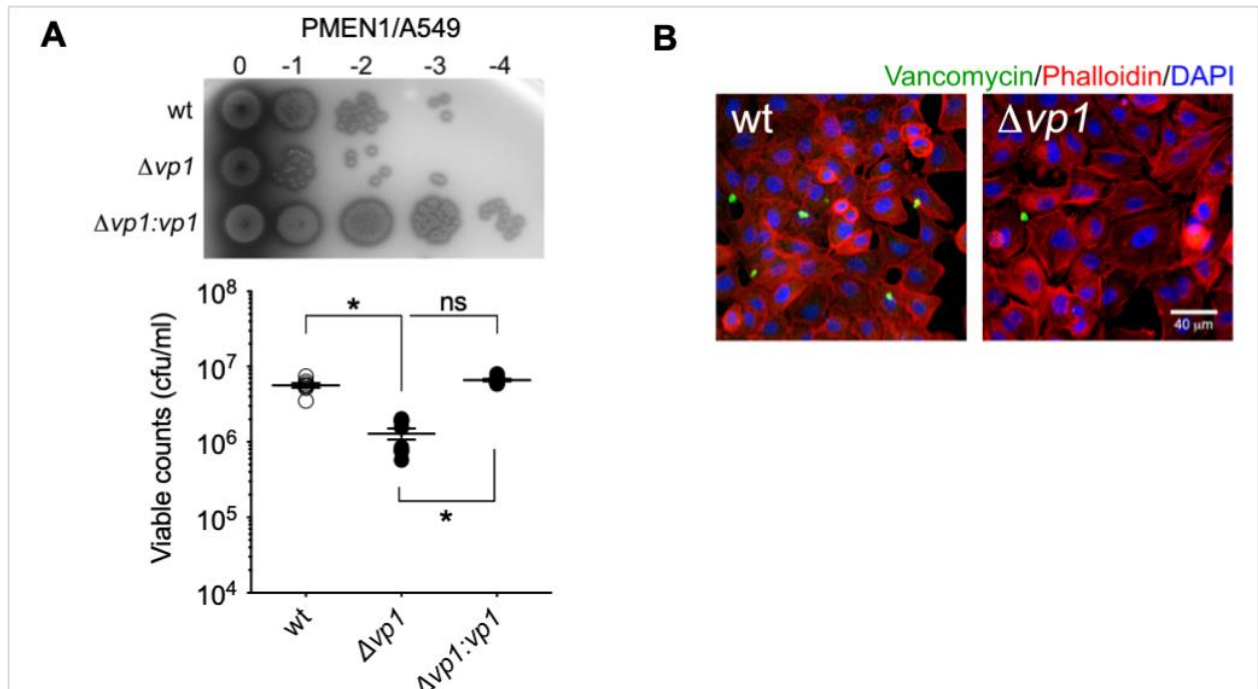 A
PMEN1/A549
0 -1 -2 -3 -4
wt
Δvp1
Δvp1:vp1
10⁸
10⁷
10⁶
10⁵
10⁴
Viable counts (cfu/ml)
* ns
*
wt
Δvp1
Δvp1:vp1
B
Vancomycin/Phalloidin/DAPI
wt
Δvp1
40 μm